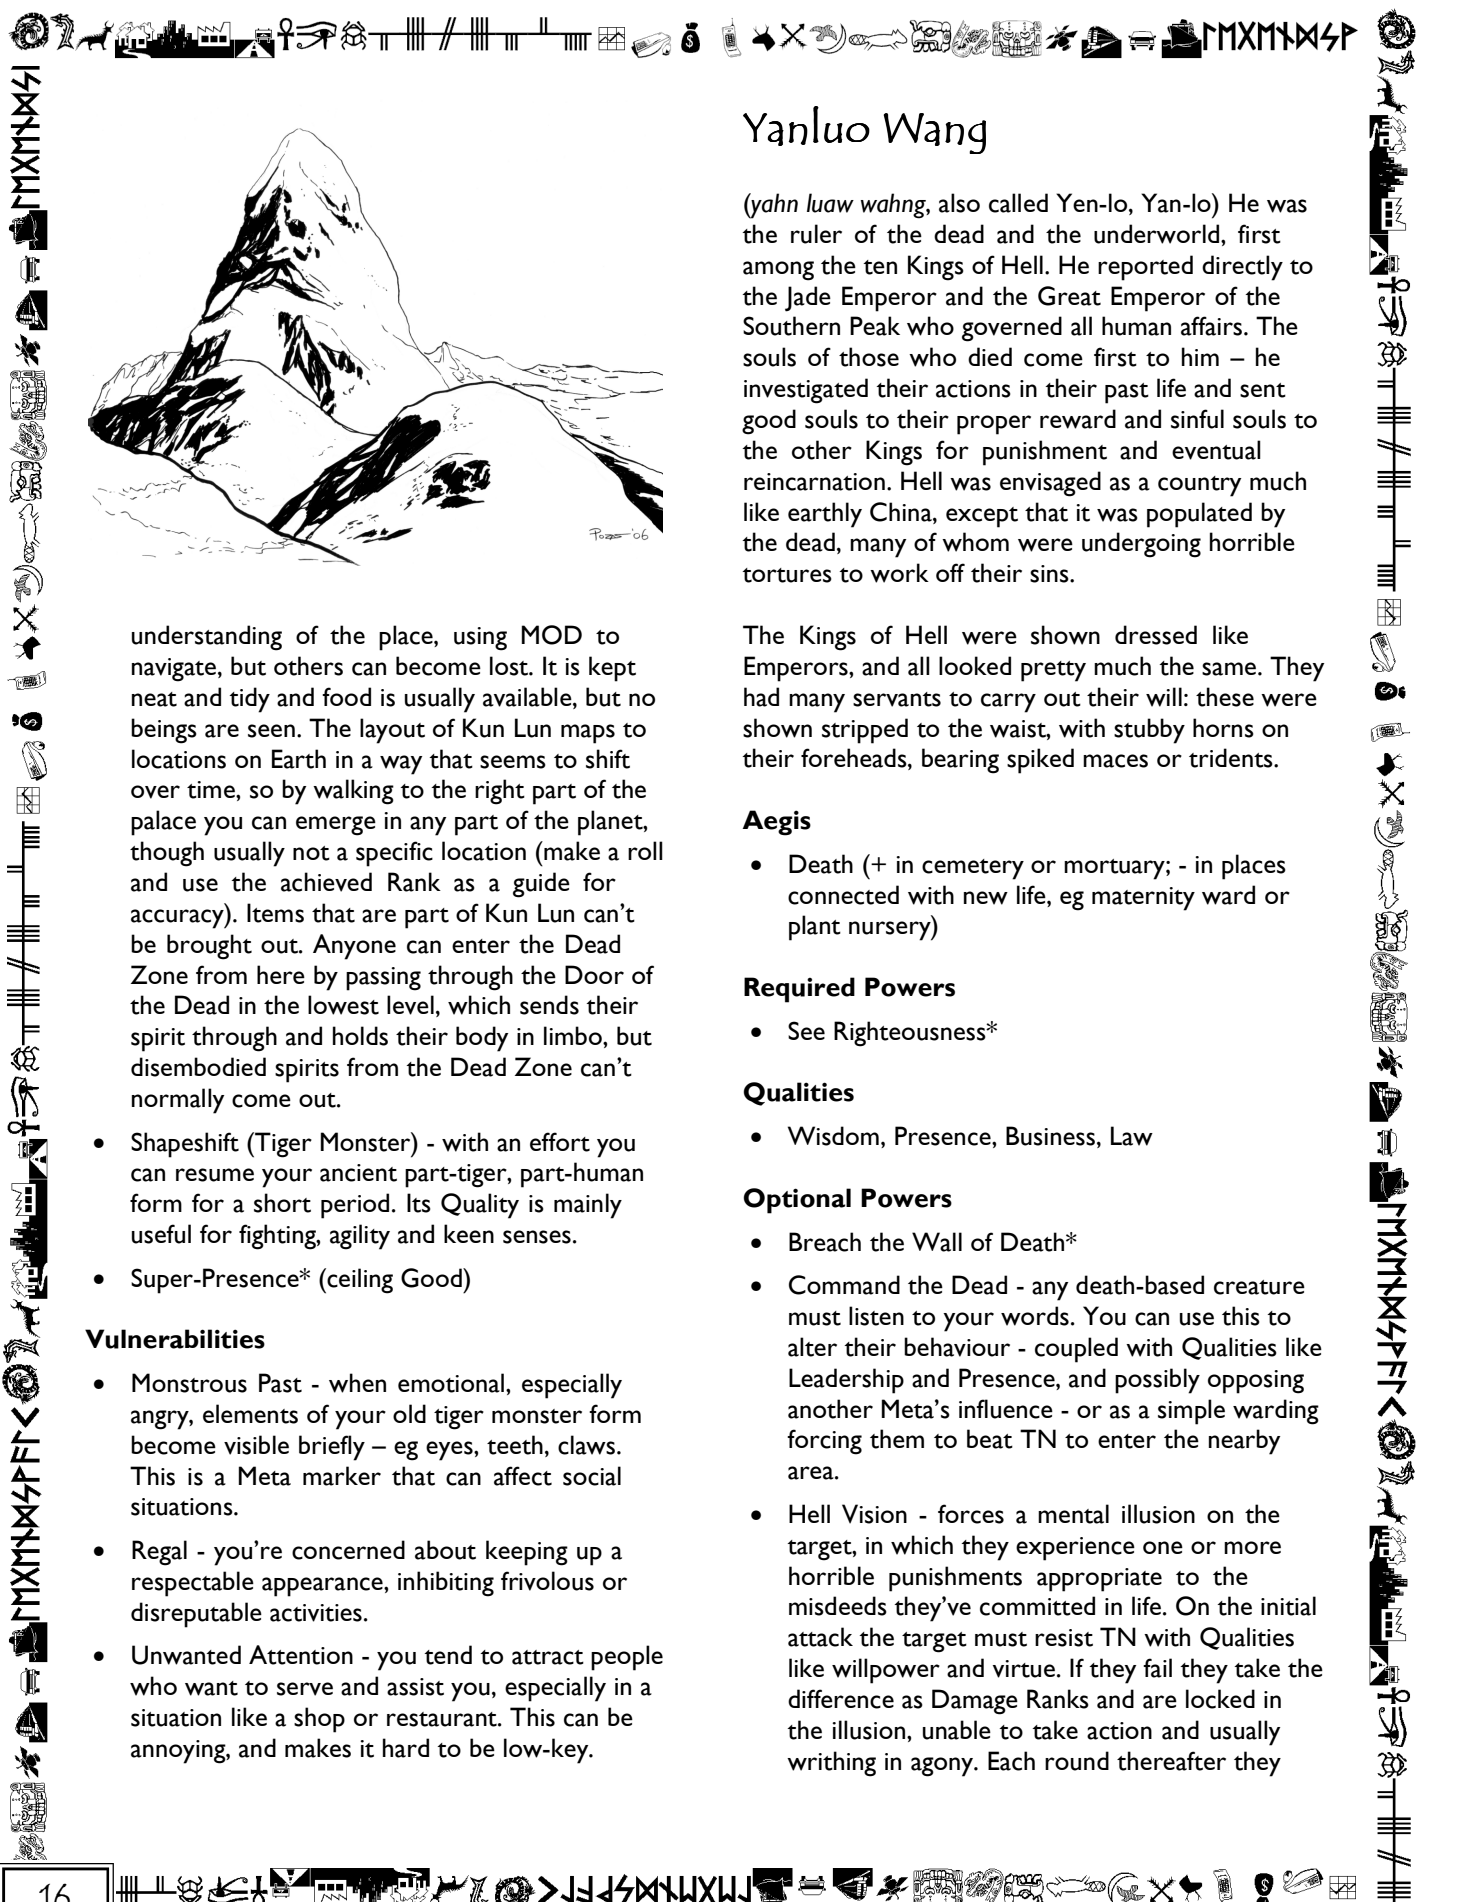 Pozzo '06
understanding of the place, using MOD to
navigate, but others can become lost. It is kept
neat and tidy and food is usually available, but no
beings are seen. The layout of Kun Lun maps to
locations on Earth in a way that seems to shift
over time, so by walking to the right part of the
palace you can emerge in any part of the planet,
though usually not a specific location (make a roll
and use the achieved Rank as a guide for
accuracy). Items that are part of Kun Lun can't
be brought out. Anyone can enter the Dead
Zone from here by passing through the Door of
the Dead in the lowest level, which sends their
spirit through and holds their body in limbo, but
disembodied spirits from the Dead Zone can't
normally come out.
• Shapeshift (Tiger Monster) - with an effort you
can resume your ancient part-tiger, part-human
form for a short period. Its Quality is mainly
useful for fighting, agility and keen senses.
• Super-Presence* (ceiling Good)
Vulnerabilities
• Monstrous Past - when emotional, especially
angry, elements of your old tiger monster form
become visible briefly – eg eyes, teeth, claws.
This is a Meta marker that can affect social
situations.
• Regal - you're concerned about keeping up a
respectable appearance, inhibiting frivolous or
disreputable activities.
• Unwanted Attention - you tend to attract people
who want to serve and assist you, especially in a
situation like a shop or restaurant. This can be
annoying, and makes it hard to be low-key.
Yanluo Wang
(yahn luaw wahng, also called Yen-lo, Yan-lo) He was
the ruler of the dead and the underworld, first
among the ten Kings of Hell. He reported directly to
the Jade Emperor and the Great Emperor of the
Southern Peak who governed all human affairs. The
souls of those who died come first to him – he
investigated their actions in their past life and sent
good souls to their proper reward and sinful souls to
the other Kings for punishment and eventual
reincarnation. Hell was envisaged as a country much
like earthly China, except that it was populated by
the dead, many of whom were undergoing horrible
tortures to work off their sins.
The Kings of Hell were shown dressed like
Emperors, and all looked pretty much the same. They
had many servants to carry out their will: these were
shown stripped to the waist, with stubby horns on
their foreheads, bearing spiked maces or tridents.
Aegis
• Death (+ in cemetery or mortuary; - in places
connected with new life, eg maternity ward or
plant nursery)
Required Powers
• See Righteousness*
Qualities
• Wisdom, Presence, Business, Law
Optional Powers
• Breach the Wall of Death*
• Command the Dead - any death-based creature
must listen to your words. You can use this to
alter their behaviour - coupled with Qualities like
Leadership and Presence, and possibly opposing
another Meta's influence - or as a simple warding
forcing them to beat TN to enter the nearby
area.
• Hell Vision - forces a mental illusion on the
target, in which they experience one or more
horrible punishments appropriate to the
misdeeds they've committed in life. On the initial
attack the target must resist TN with Qualities
like willpower and virtue. If they fail they take the
difference as Damage Ranks and are locked in
the illusion, unable to take action and usually
writhing in agony. Each round thereafter they
16